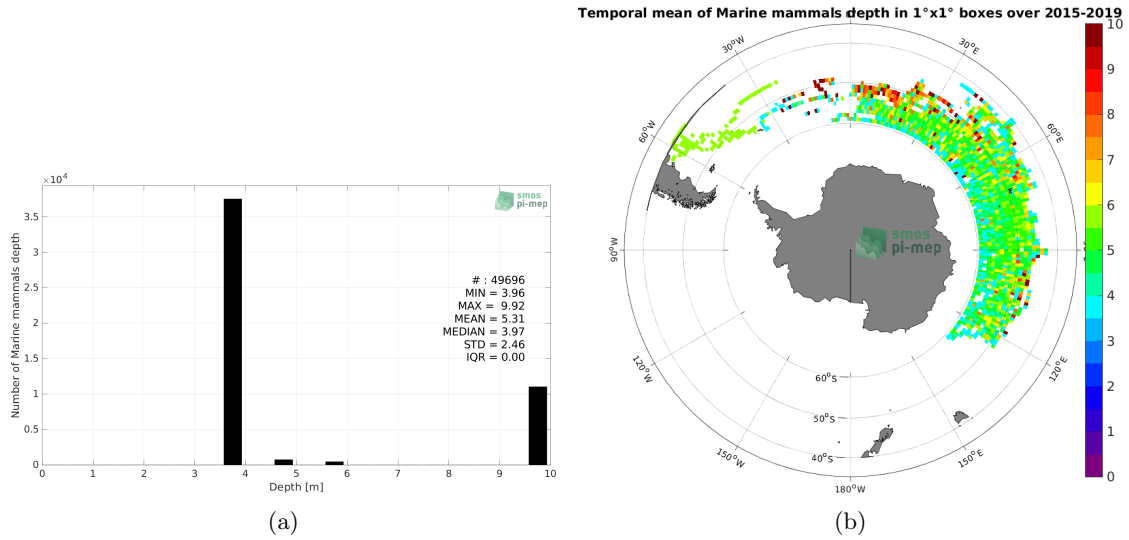 Temporal mean of Marine mammals depth in 1°x1° boxes over 2015-2019
×10⁴
3.5
3
2.5
2
1.5
1
0.5
0
Number of Marine mammals depth
smos
pi-mep
# : 49696
MIN = 3.96
MAX = 9.92
MEAN = 5.31
MEDIAN = 3.97
STD = 2.46
IQR = 0.00
0 1 2 3 4 5 6 7 8 9 10
Depth [m]
(a)
30°W
30°E
60°W
60°E
90°W
smos
pi-mep
120°W
120°E
150°W
150°E
180°W
60°S
50°S
40°S
10
9
8
7
6
5
4
3
2
1
0
(b)